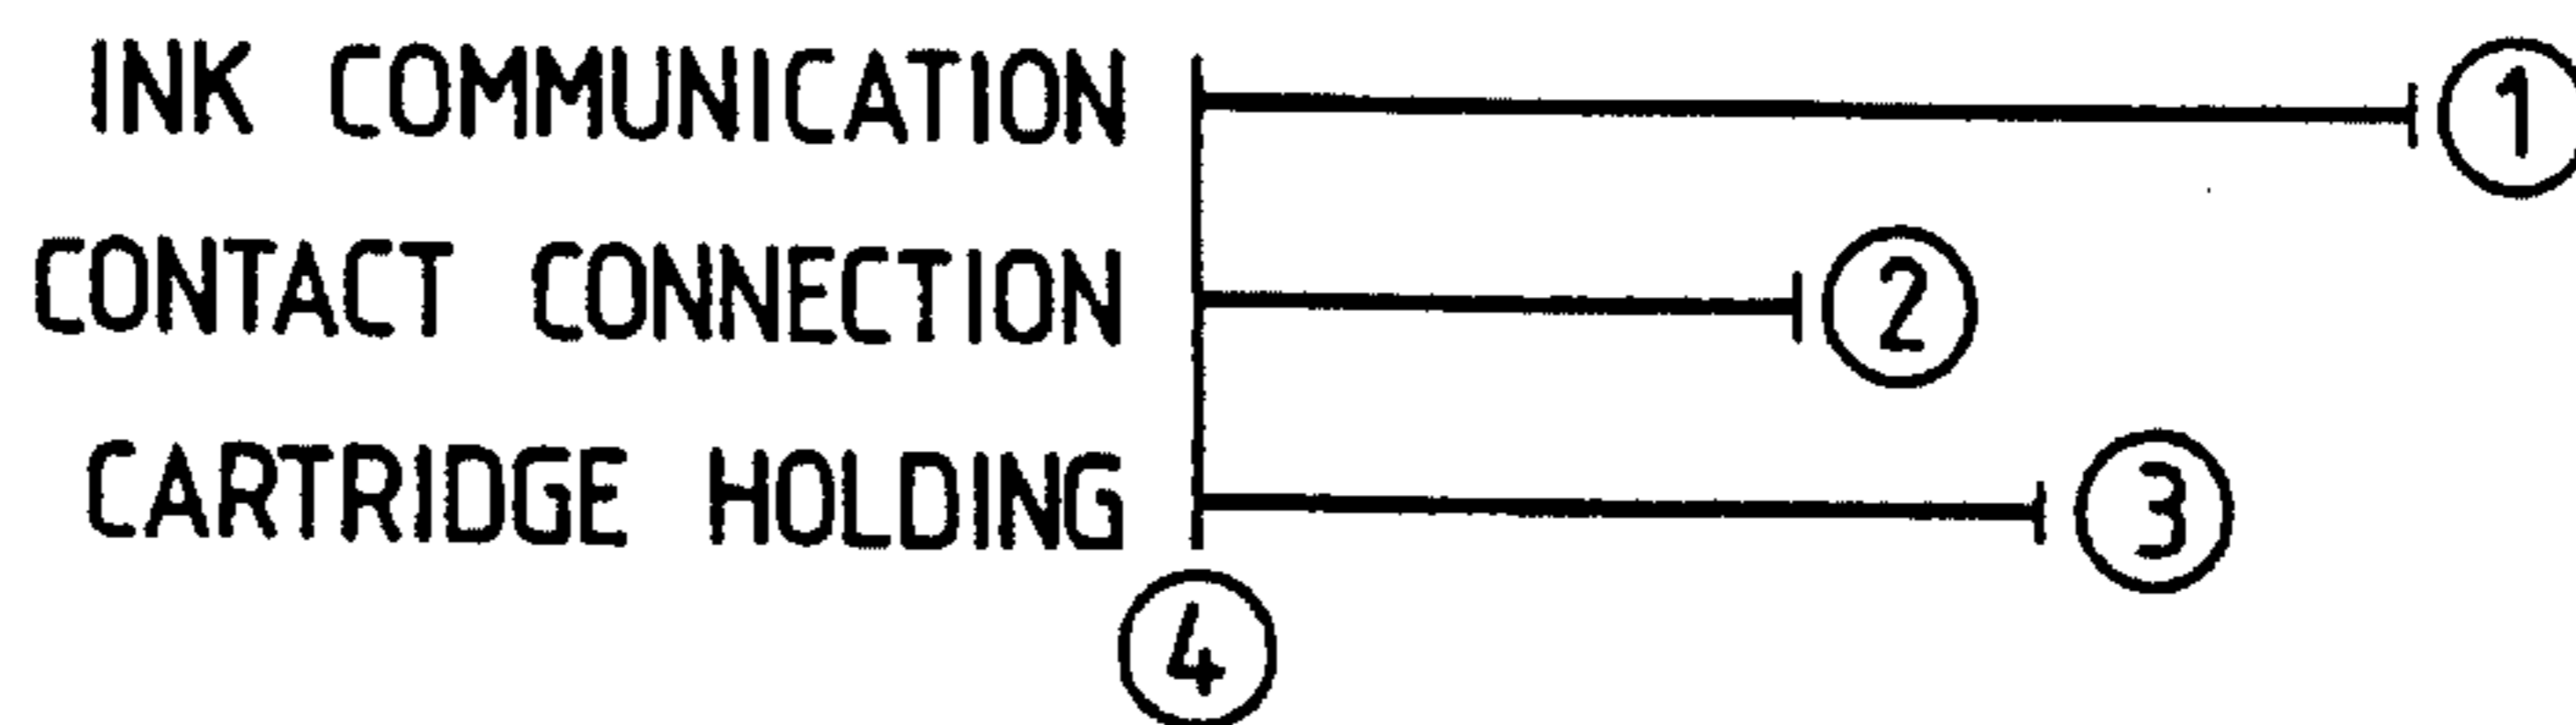 INK COMMUNICATION ①
CONTACT CONNECTION ②
CARTRIDGE HOLDING ③
④